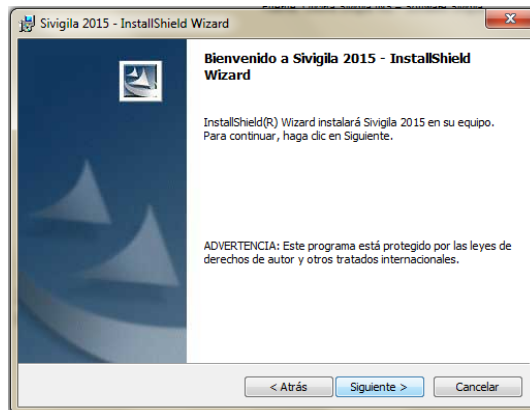 Sivigila 2015 - InstallShield Wizard
Bienvenido a Sivigila 2015 - InstallShield
Wizard
InstallShield(R) Wizard instalará Sivigila 2015 en su equipo.
Para continuar, haga clic en Siguiente.
ADVERTENCIA: Este programa está protegido por las leyes de
derechos de autor y otros tratados internacionales.
< Atrás
Siguiente >
Cancelar